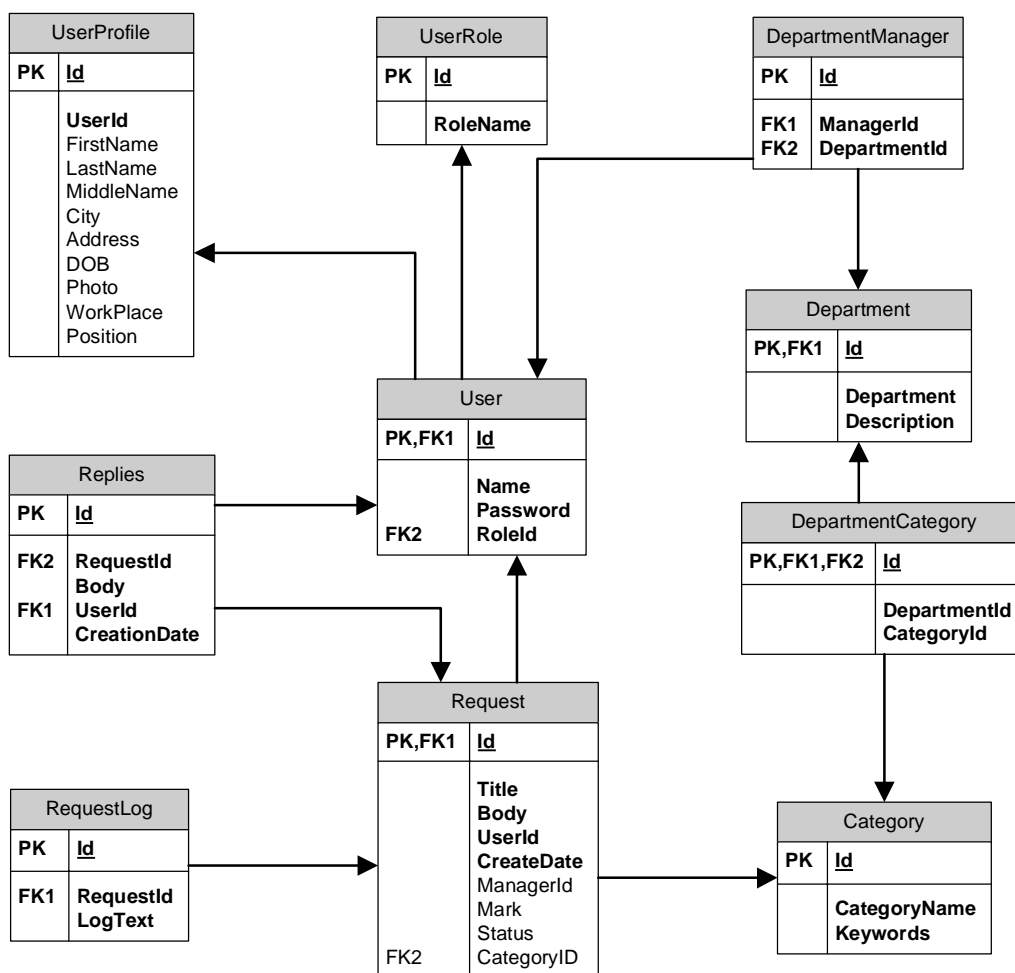 UserProfile
PK Id
UserId
FirstName
LastName
MiddleName
City
Address
DOB
Photo
WorkPlace
Position
UserRole
PK Id
RoleName
DepartmentManager
PK Id
FK1 ManagerId
FK2 DepartmentId
Department
PK,FK1 Id
Department
Description
User
PK,FK1 Id
Name
Password
FK2 RoleId
Replies
PK Id
FK2 RequestId
Body
FK1 UserId
CreationDate
DepartmentCategory
PK,FK1,FK2 Id
DepartmentId
CategoryId
Request
PK,FK1 Id
Title
Body
UserId
CreateDate
ManagerId
Mark
Status
FK2 CategoryID
RequestLog
PK Id
FK1 RequestId
LogText
Category
PK Id
CategoryName
Keywords